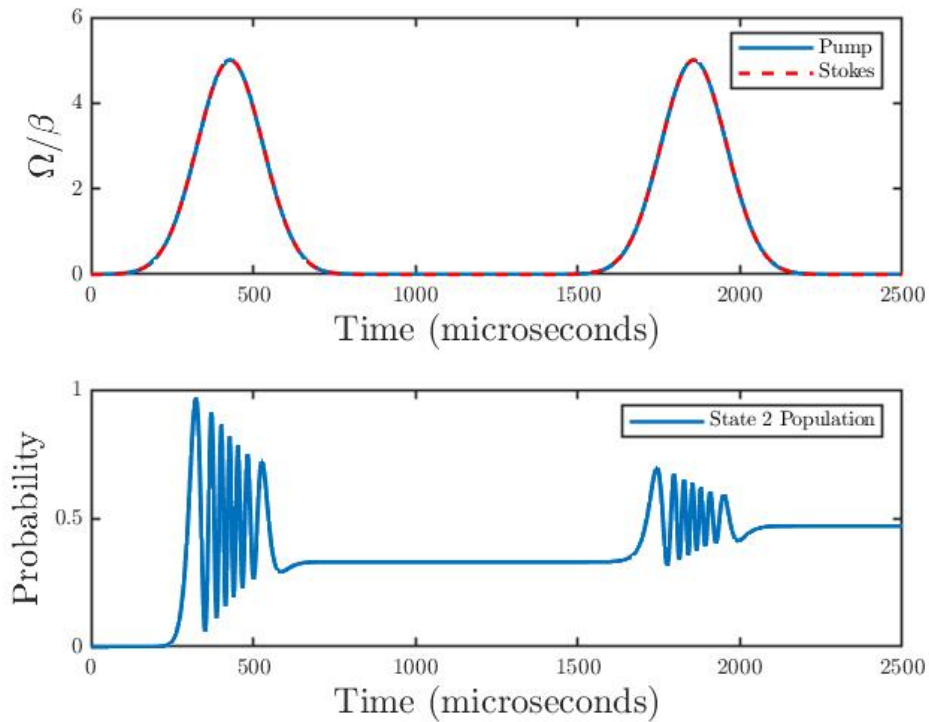 6
4
2
0
Ω/β
Pump
Stokes
0 500 1000 1500 2000 2500
Time (microseconds)
1
0.5
0
Probability
State 2 Population
0 500 1000 1500 2000 2500
Time (microseconds)